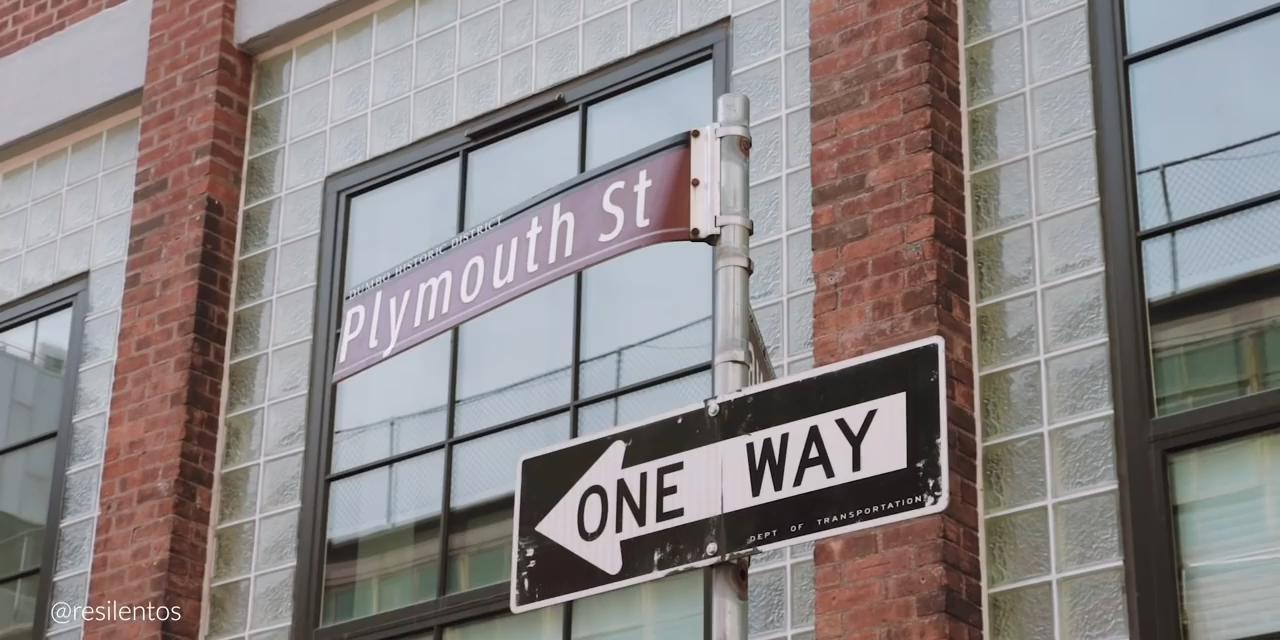 DUMBO HISTORIC DISTRICT
Plymouth St
ONE WAY
DEPT OF TRANSPORTATION
@resilentos